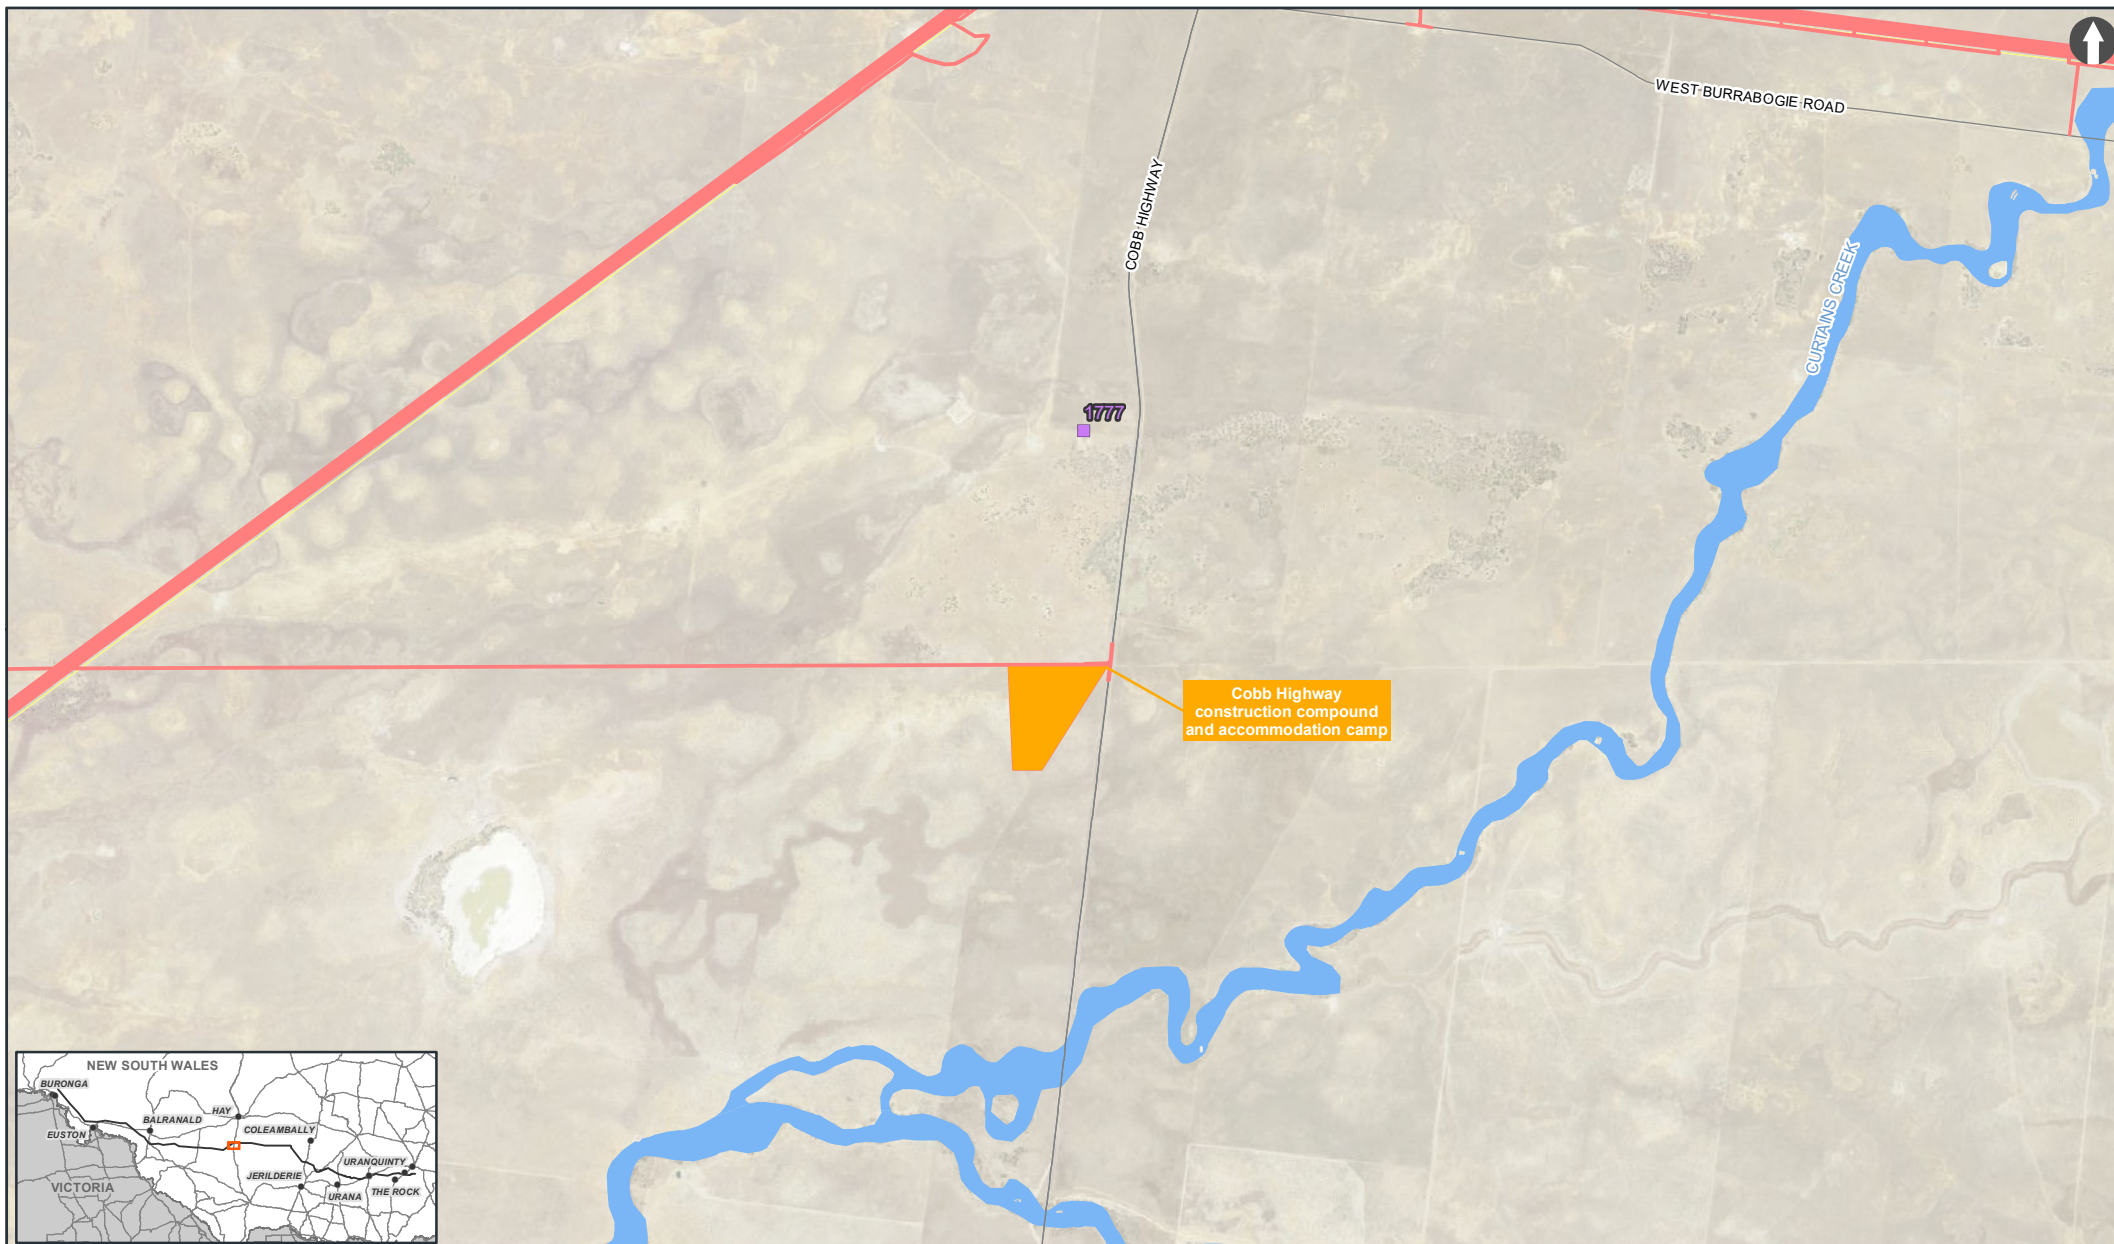 WEST BURRABOGIE ROAD
COBB HIGHWAY
CURTAINS CREEK
1777
Cobb Highway
construction compound
and accommodation camp
NEW SOUTH WALES
BURONGA
BALRANALD
HAY
EUSTON
COLEAMBALLY
JERILDERIE
URANQUINTY
VICTORIA
URANA
THE ROCK